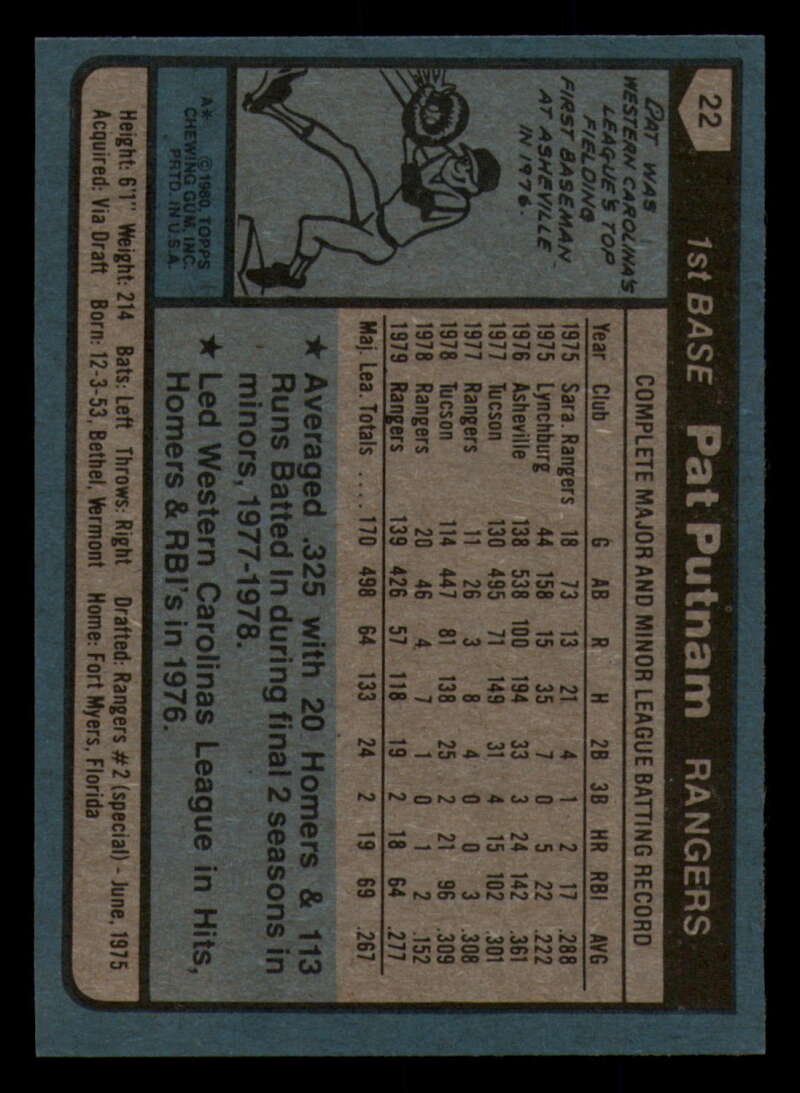 22
1st BASE Pat Putnam RANGERS
PAT WAS
WESTERN CAROLINA'S
LEAGUE'S TOP
FIELDING
FIRST BASEMAN
AT ASHEVILLE
IN 1976.
A* ©1980 TOPPS
CHEWING GUM, INC.
PRTD. IN U.S.A.
COMPLETE MAJOR AND MINOR LEAGUE BATTING RECORD
Year Club G AB R H 2B 3B HR RBI AVG
1975 Sara. Rangers 18 73 13 21 4 1 2 17 .288
1975 Lynchburg 44 158 15 35 7 0 5 22 .222
1976 Asheville 138 538 100 194 33 3 24 142 .361
1977 Tucson 130 495 71 149 31 4 15 102 .301
1977 Rangers 11 26 3 8 4 0 0 3 .308
1978 Tucson 114 447 81 138 25 2 21 96 .309
1978 Rangers 20 46 4 7 1 0 1 2 .152
1979 Rangers 139 426 57 118 19 2 18 64 .277
Maj. Lea. Totals .... 170 498 64 133 24 2 19 69 .267
★ Averaged .325 with 20 Homers & 113
Runs Batted In during final 2 seasons in
minors, 1977-1978.
★ Led Western Carolinas League in Hits,
Homers & RBI's in 1976.
Height: 6'1" Weight: 214 Bats: Left Throws: Right Drafted: Rangers #2 (special) - June, 1975
Acquired: Via Draft Born: 12-3-53, Bethel, Vermont Home: Fort Myers, Florida